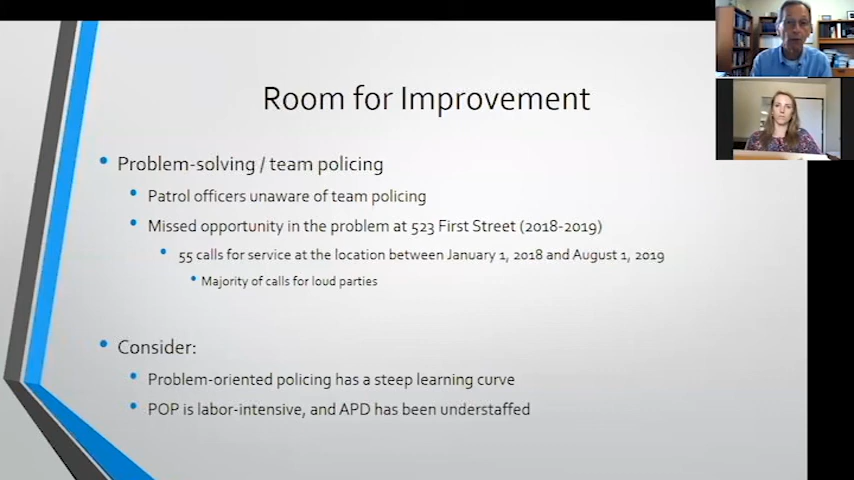 Room for Improvement
Problem-solving / team policing
Patrol officers unaware of team policing
Missed opportunity in the problem at 523 First Street (2018-2019)
55 calls for service at the location between January 1, 2018 and August 1, 2019
Majority of calls for loud parties
Consider:
Problem-oriented policing has a steep learning curve
POP is labor-intensive, and APD has been understaffed